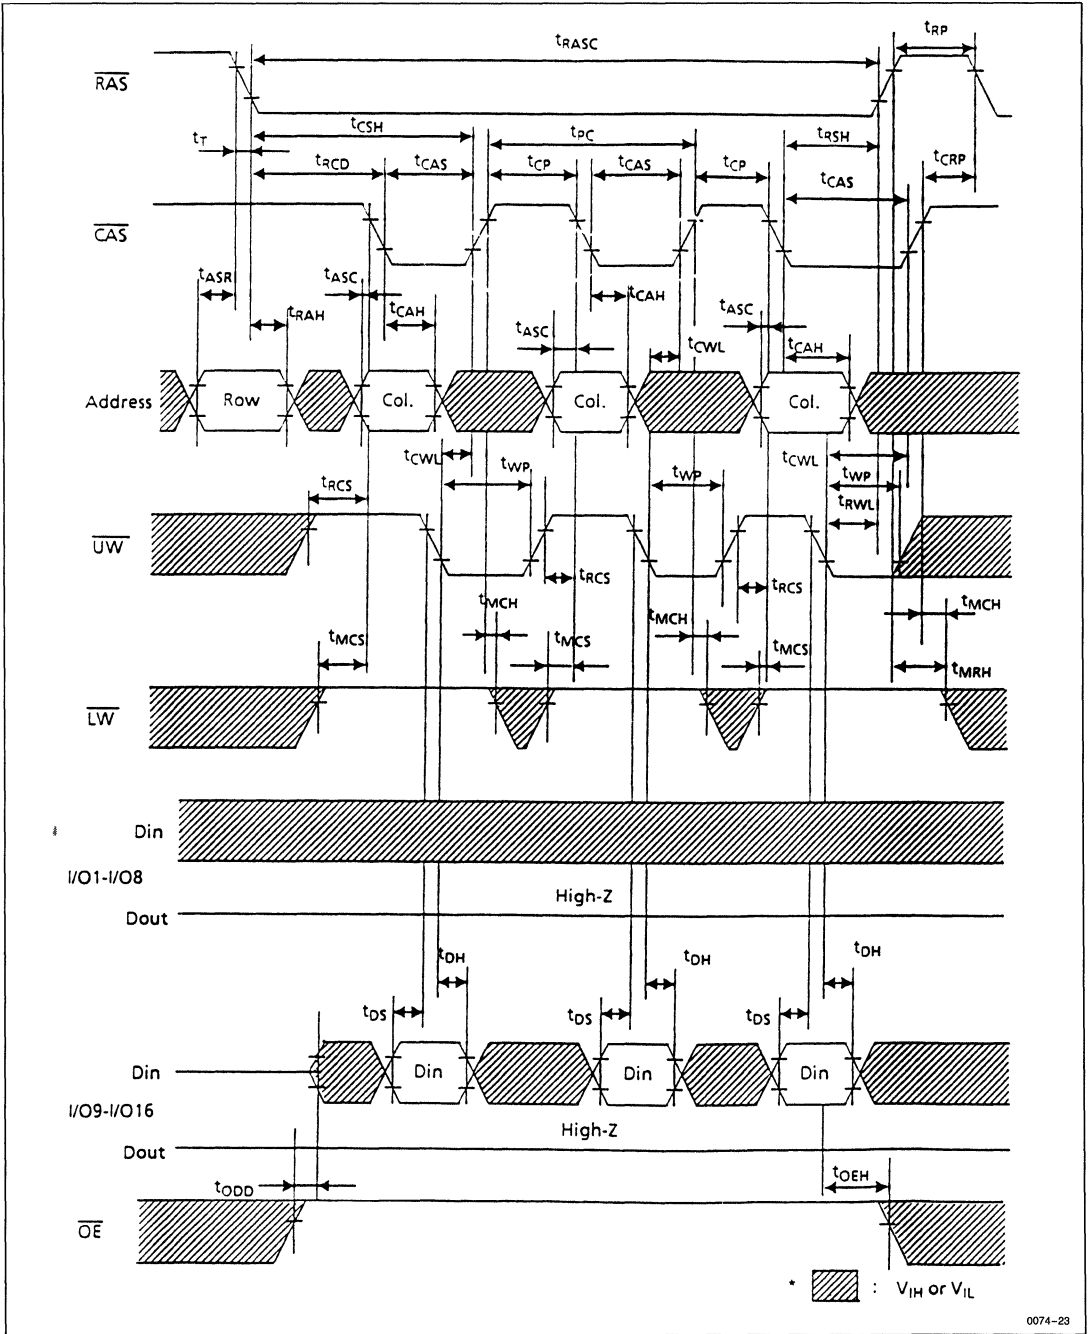 tRASC
tRP
RAS
tT
tCSH
tPC
tRSH
tRCD
tCAS
tCP
tCAS
tCP
tCAS
tCRP
CAS
tASR
tRAH
tASC
tCAH
tASC
tCAH
tCWL
tASC
tCAH
Address
Row
Col.
Col.
Col.
tCWL
tWP
tRCS
tWP
tCWL
tWP
tRWL
UW
tRCS
tRCS
tMCH
tMCS
tMCS
tMCH
tMCS
tMCH
tMRH
LW
Din
I/O1-I/O8
High-Z
Dout
tDH
tDH
tDH
tDS
tDS
tDS
Din
Din
Din
Din
I/O9-I/O16
High-Z
Dout
tODD
tOEH
OE
* : VIH or VIL
0074-23